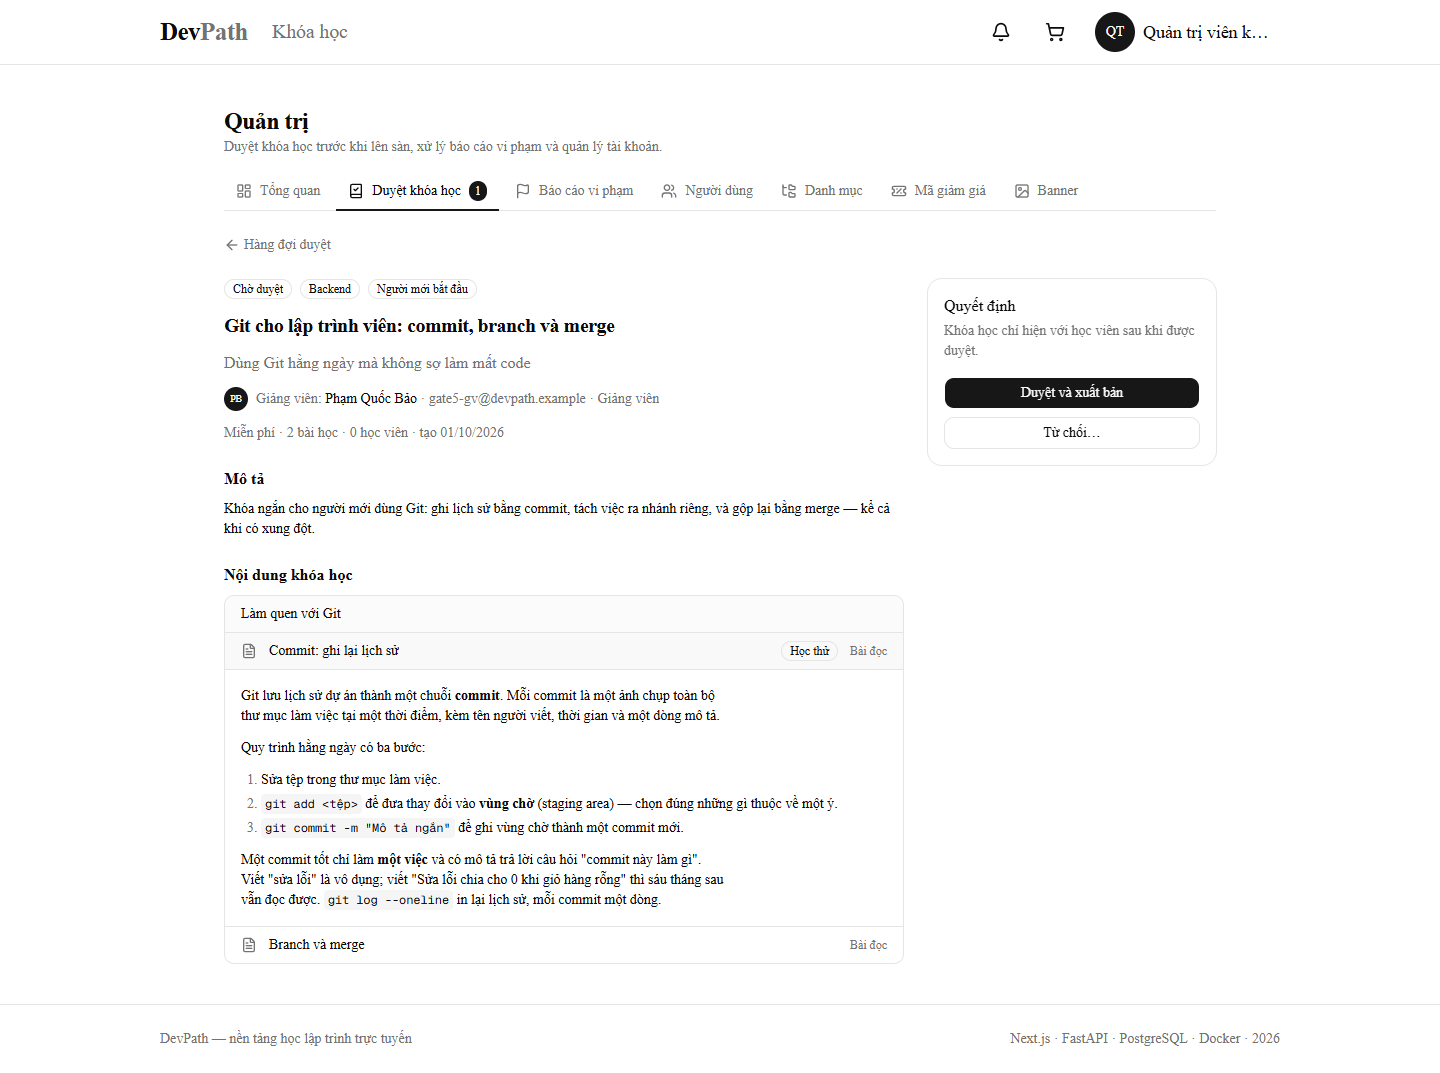 DevPath Khóa học
QT Quản trị viên k…
Quản trị
Duyệt khóa học trước khi lên sàn, xử lý báo cáo vi phạm và quản lý tài khoản.
Tổng quan Duyệt khóa học 1 Báo cáo vi phạm Người dùng Danh mục Mã giảm giá Banner
Hàng đợi duyệt
Chờ duyệt Backend Người mới bắt đầu
Git cho lập trình viên: commit, branch và merge
Dùng Git hằng ngày mà không sợ làm mất code
PB Giảng viên: Phạm Quốc Bảo · gate5-gv@devpath.example · Giảng viên
Miễn phí · 2 bài học · 0 học viên · tạo 01/10/2026
Quyết định
Khóa học chỉ hiện với học viên sau khi được
duyệt.
Duyệt và xuất bản
Từ chối…
Mô tả
Khóa ngắn cho người mới dùng Git: ghi lịch sử bằng commit, tách việc ra nhánh riêng, và gộp lại bằng merge — kể cả
khi có xung đột.
Nội dung khóa học
Làm quen với Git
Commit: ghi lại lịch sử Học thử Bài đọc
Git lưu lịch sử dự án thành một chuỗi commit. Mỗi commit là một ảnh chụp toàn bộ
thư mục làm việc tại một thời điểm, kèm tên người viết, thời gian và một dòng mô tả.
Quy trình hằng ngày có ba bước:
1. Sửa tệp trong thư mục làm việc.
2. git add <tệp> để đưa thay đổi vào vùng chờ (staging area) — chọn đúng những gì thuộc về một ý.
3. git commit -m "Mô tả ngắn" để ghi vùng chờ thành một commit mới.
Một commit tốt chỉ làm một việc và có mô tả trả lời câu hỏi "commit này làm gì".
Viết "sửa lỗi" là vô dụng; viết "Sửa lỗi chia cho 0 khi giỏ hàng rỗng" thì sáu tháng sau
vẫn đọc được. git log --oneline in lại lịch sử, mỗi commit một dòng.
Branch và merge Bài đọc
DevPath — nền tảng học lập trình trực tuyến
Next.js · FastAPI · PostgreSQL · Docker · 2026